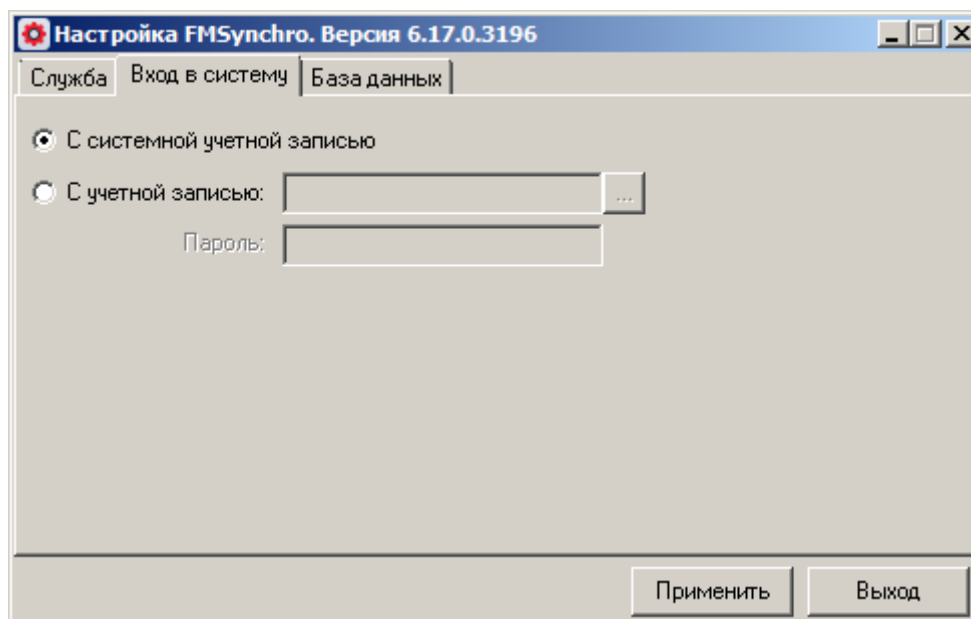 Настройка FMSynchro. Версия 6.17.0.3196
Служба Вход в систему База данных
С системной учетной записью
С учетной записью: ...
Пароль:
Применить Выход